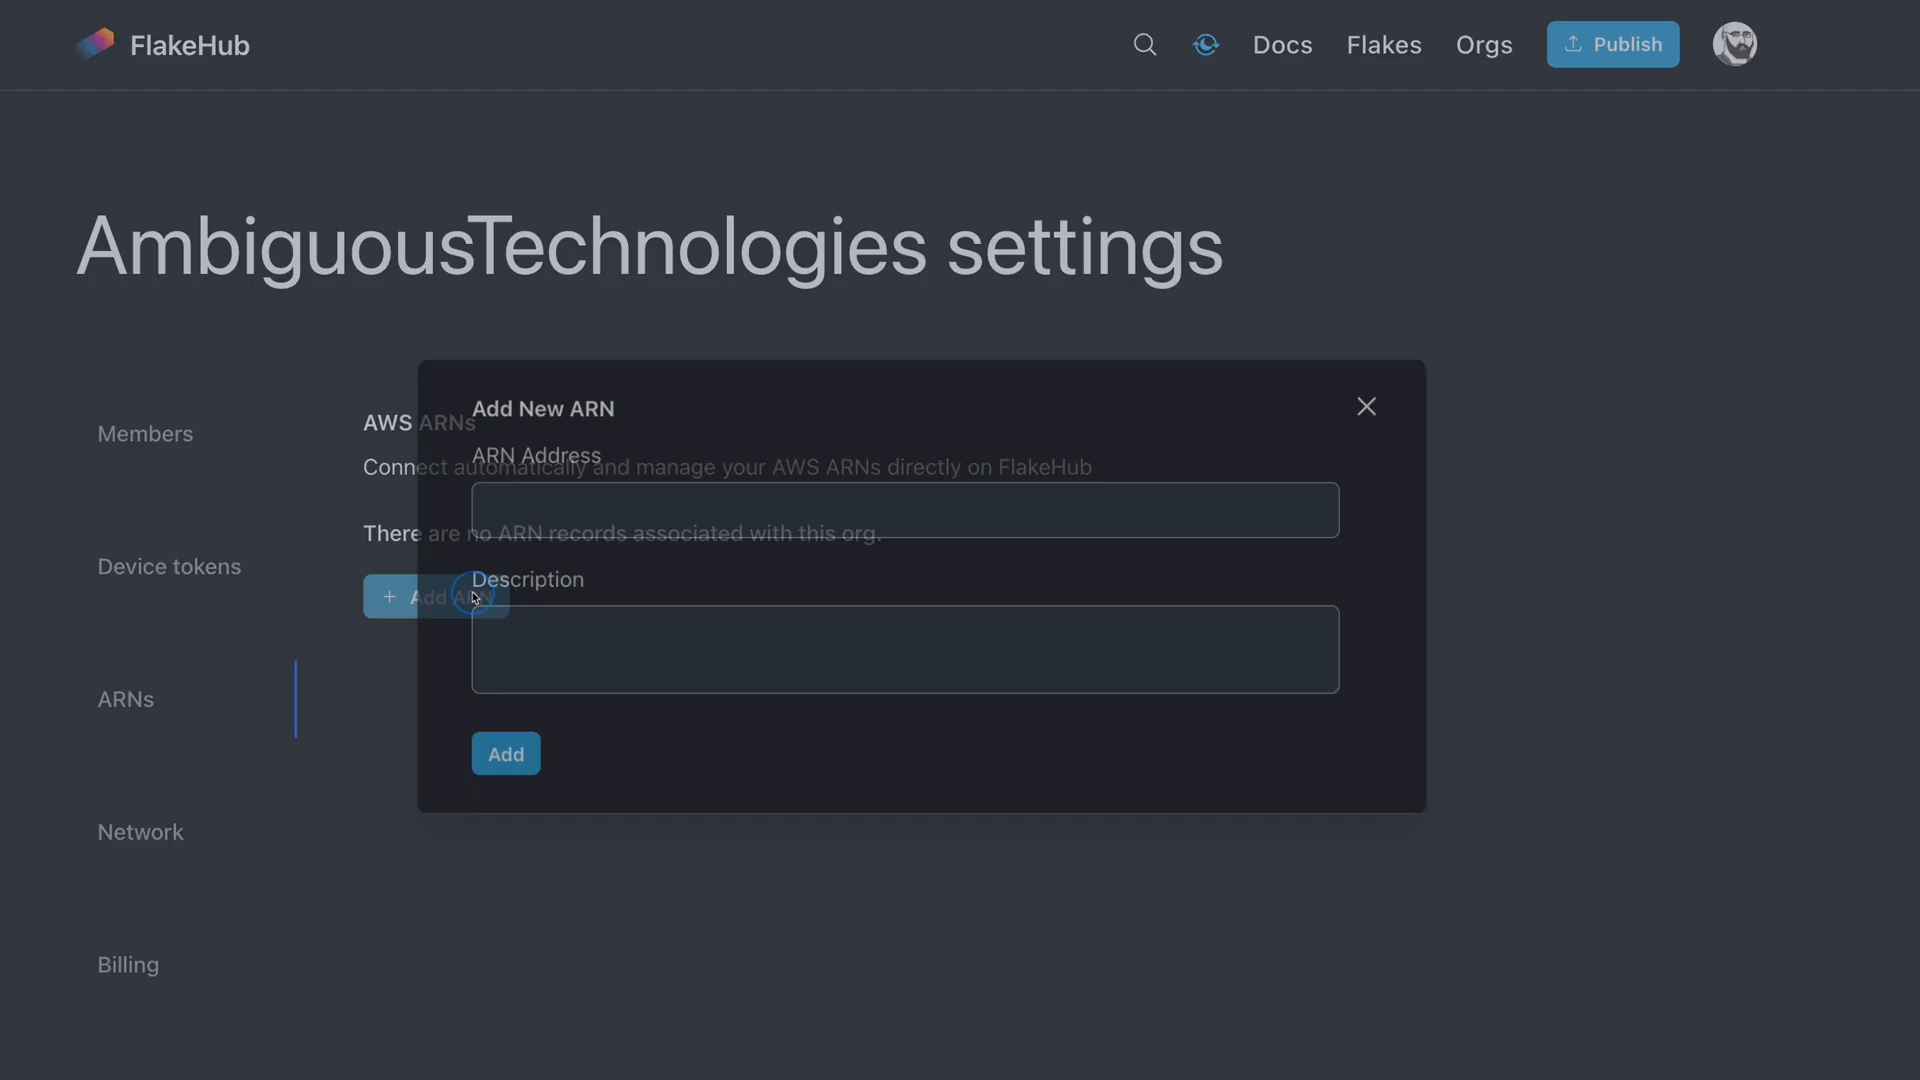 FlakeHub
Docs
Flakes
Orgs
Publish
AmbiguousTechnologies settings
Members
Device tokens
ARNs
Network
Billing
AWS ARNs
Connect automatically and manage your AWS ARNs directly on FlakeHub
There are no ARN records associated with this org.
+ Add ARN
Add New ARN
ARN Address
Description
Add